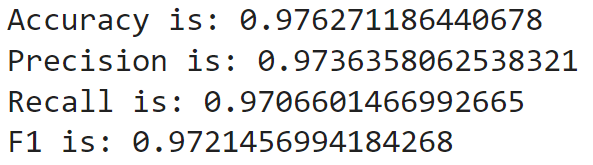 Accuracy is: 0.976271186440678
Precision is: 0.9736358062538321
Recall is: 0.9706601466992665
F1 is: 0.9721456994184268